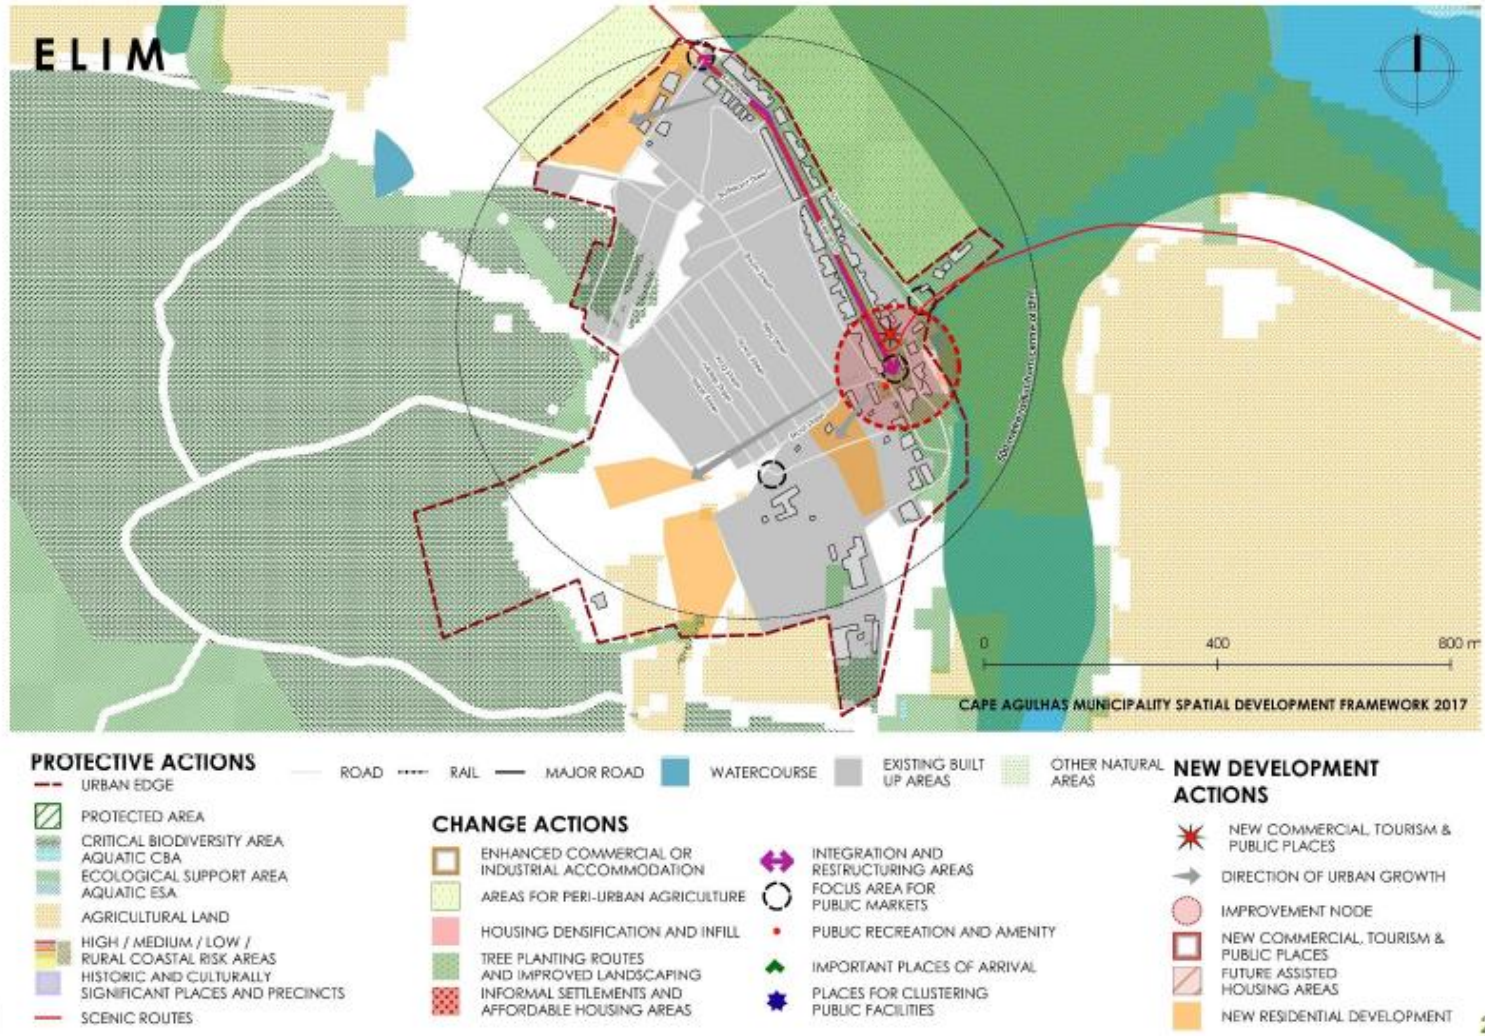 ELIM
0 400 800 m
CAPE AGULHAS MUNICIPALITY SPATIAL DEVELOPMENT FRAMEWORK 2017
PROTECTIVE ACTIONS
URBAN EDGE
PROTECTED AREA
CRITICAL BIODIVERSITY AREA
AQUATIC CBA
ECOLOGICAL SUPPORT AREA
AQUATIC ESA
AGRICULTURAL LAND
HIGH / MEDIUM / LOW /
RURAL COASTAL RISK AREAS
HISTORIC AND CULTURALLY
SIGNIFICANT PLACES AND PRECINCTS
SCENIC ROUTES
ROAD
RAIL
MAJOR ROAD
WATERCOURSE
EXISTING BUILT
UP AREAS
OTHER NATURAL
AREAS
CHANGE ACTIONS
ENHANCED COMMERCIAL OR
INDUSTRIAL ACCOMMODATION
AREAS FOR PERI-URBAN AGRICULTURE
HOUSING DENSIFICATION AND INFILL
TREE PLANTING ROUTES
AND IMPROVED LANDSCAPING
INFORMAL SETTLEMENTS AND
AFFORDABLE HOUSING AREAS
INTEGRATION AND
RESTRUCTURING AREAS
FOCUS AREA FOR
PUBLIC MARKETS
PUBLIC RECREATION AND AMENITY
IMPORTANT PLACES OF ARRIVAL
PLACES FOR CLUSTERING
PUBLIC FACILITIES
NEW DEVELOPMENT
ACTIONS
NEW COMMERCIAL, TOURISM &
PUBLIC PLACES
DIRECTION OF URBAN GROWTH
IMPROVEMENT NODE
NEW COMMERCIAL, TOURISM &
PUBLIC PLACES
FUTURE ASSISTED
HOUSING AREAS
NEW RESIDENTIAL DEVELOPMENT